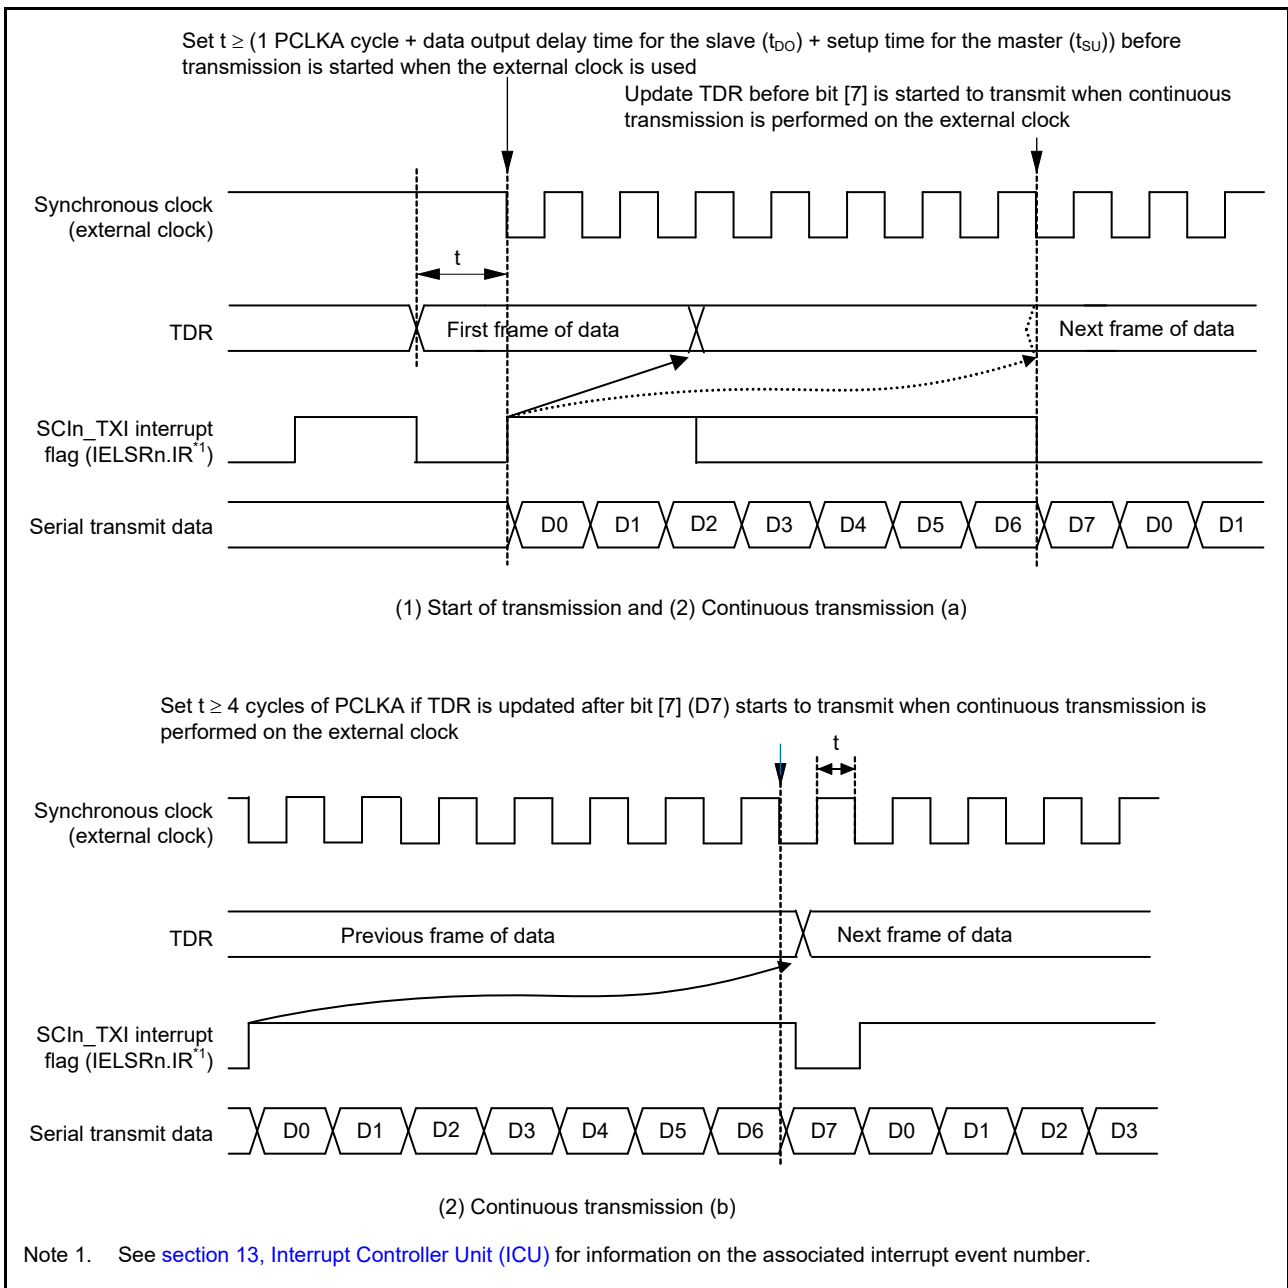 Set t ≥ (1 PCLKA cycle + data output delay time for the slave (tDO) + setup time for the master (tSU)) before
transmission is started when the external clock is used
Update TDR before bit [7] is started to transmit when continuous
transmission is performed on the external clock
Synchronous clock
(external clock)
t
TDR
First frame of data
Next frame of data
SCIn_TXI interrupt
flag (IELSRn.IR*1)
Serial transmit data
D0 D1 D2 D3 D4 D5 D6 D7 D0 D1
(1) Start of transmission and (2) Continuous transmission (a)
Set t ≥ 4 cycles of PCLKA if TDR is updated after bit [7] (D7) starts to transmit when continuous transmission is
performed on the external clock
t
Synchronous clock
(external clock)
TDR
Previous frame of data
Next frame of data
SCIn_TXI interrupt
flag (IELSRn.IR*1)
Serial transmit data
D0 D1 D2 D3 D4 D5 D6 D7 D0 D1 D2 D3
(2) Continuous transmission (b)
Note 1. See section 13, Interrupt Controller Unit (ICU) for information on the associated interrupt event number.